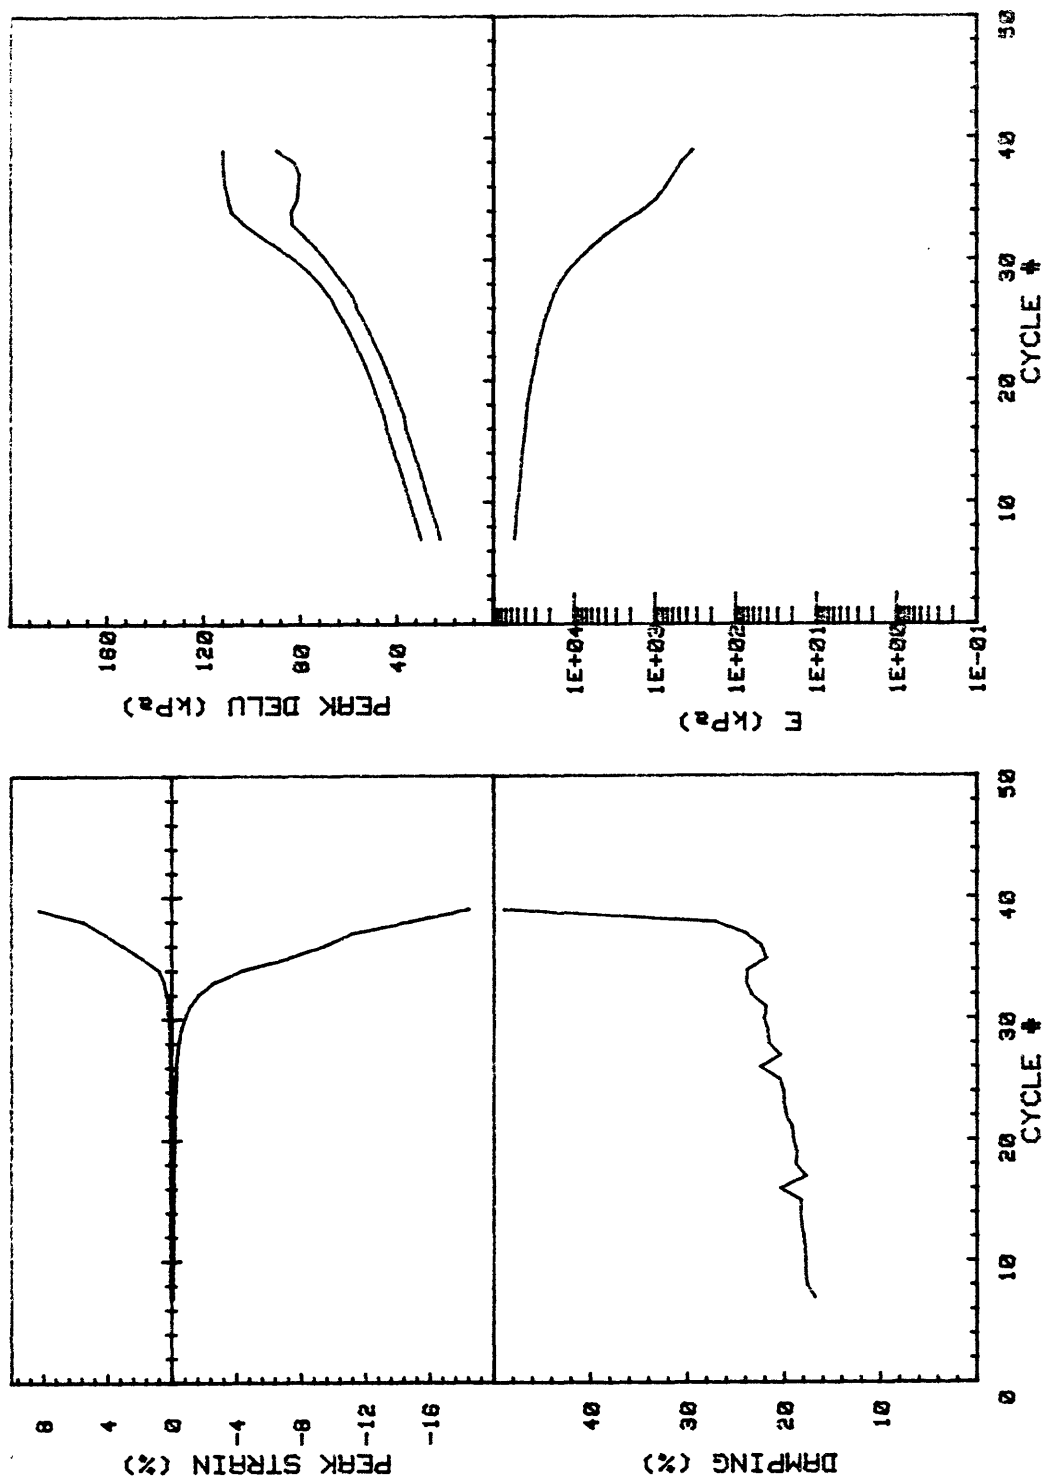 PEAK STRAIN (%)
8
4
0
-4
-8
-12
-16
DAMPING (%)
40
30
20
10
0 10 20 30 40 50
CYCLE #
PEAK DELU (kPa)
160
120
80
40
E (kPa)
1E+04
1E+03
1E+02
1E+01
1E+00
1E-01
10 20 30 40 50
CYCLE #